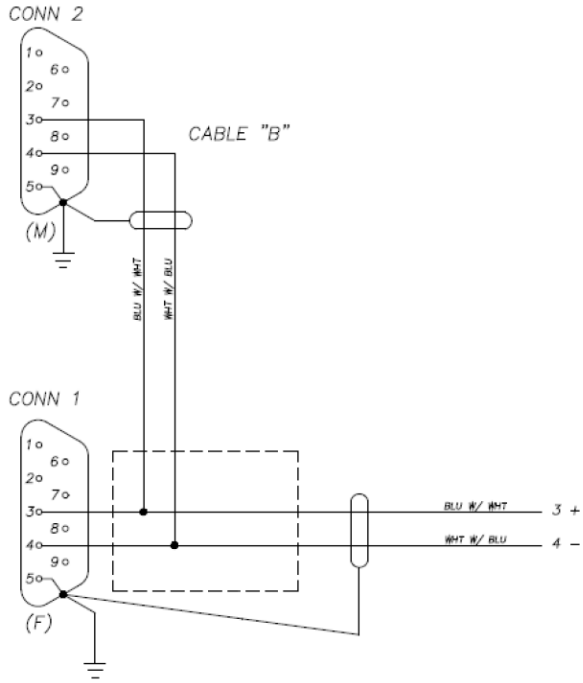 CONN 2
1
6
2
7
3
8
CABLE "B"
4
9
5
(M)
BLU W/ WHT
WHT W/ BLU
CONN 1
1
6
2
7
3
BLU W/ WHT
3 +
8
4
WHT W/ BLU
4 -
9
5
(F)